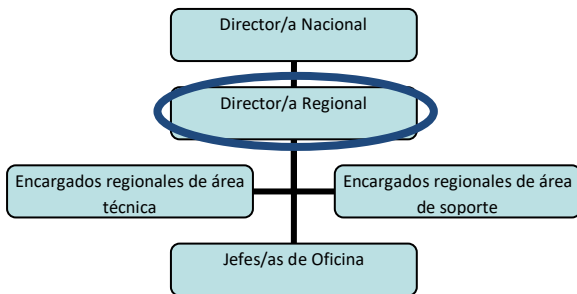 Director/a Nacional
Director/a Regional
Encargados regionales de área
técnica
Encargados regionales de área
de soporte
Jefes/as de Oficina